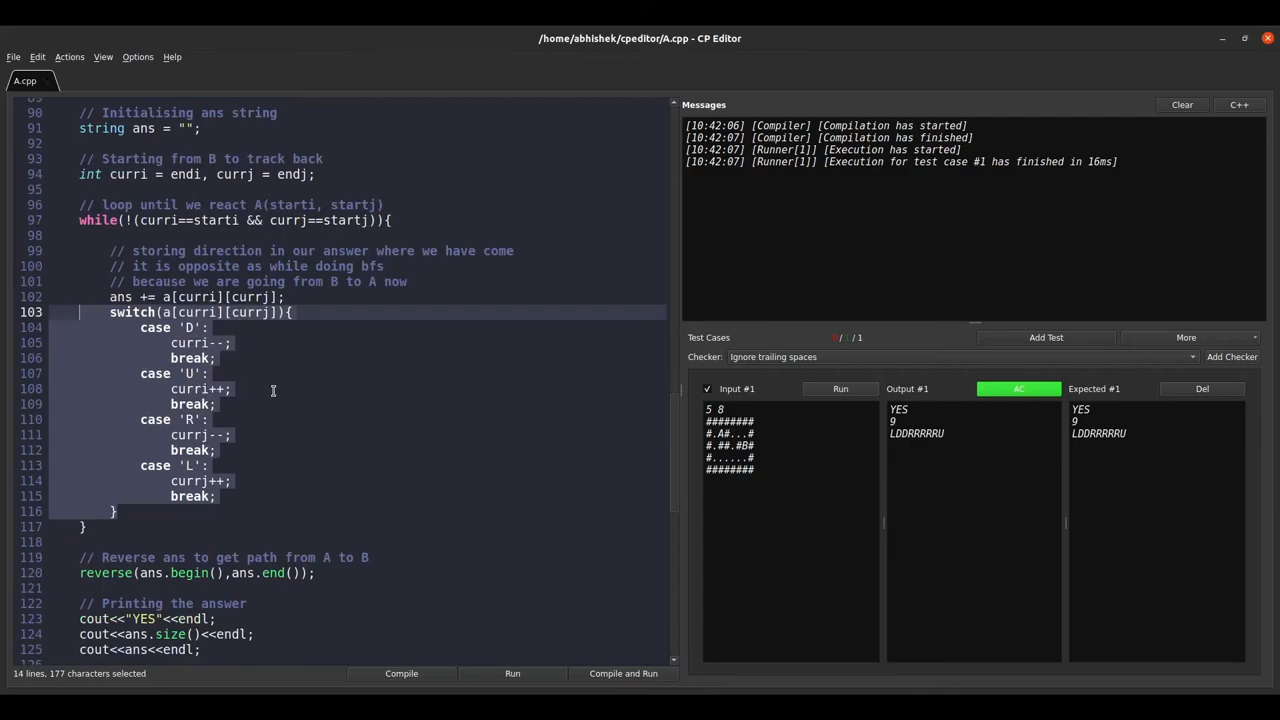 /home/abhishek/cpeditor/A.cpp - CP Editor
File Edit Actions View Options Help
A.cpp
89
90 // Initialising ans string
91 string ans = "";
92
93 // Starting from B to track back
94 int curri = endi, currj = endj;
95
96 // loop until we react A(starti, startj)
97 while(!(curri==starti && currj==startj)){
98
99 // storing direction in our answer where we have come
100 // it is opposite as while doing bfs
101 // because we are going from B to A now
102 ans += a[curri][currj];
103 switch(a[curri][currj]){
104 case 'D':
105 curri--;
106 break;
107 case 'U':
108 curri++;
109 break;
110 case 'R':
111 currj--;
112 break;
113 case 'L':
114 currj++;
115 break;
116 }
117 }
118
119 // Reverse ans to get path from A to B
120 reverse(ans.begin(),ans.end());
121
122 // Printing the answer
123 cout<<"YES"<<endl;
124 cout<<ans.size()<<endl;
125 cout<<ans<<endl;
126
14 lines, 177 characters selected
Compile Run Compile and Run
Messages Clear C++
[10:42:06] [Compiler] [Compilation has started]
[10:42:07] [Compiler] [Compilation has finished]
[10:42:07] [Runner[1]] [Execution has started]
[10:42:07] [Runner[1]] [Execution for test case #1 has finished in 16ms]
Test Cases 0 / 1 / 1 Add Test More
Checker: Ignore trailing spaces Add Checker
Input #1 Run Output #1 AC Expected #1 Del
5 8
########
#.A#...#
#.##.#B#
#......#
########
YES
9
LDDRRRRRU
YES
9
LDDRRRRRU